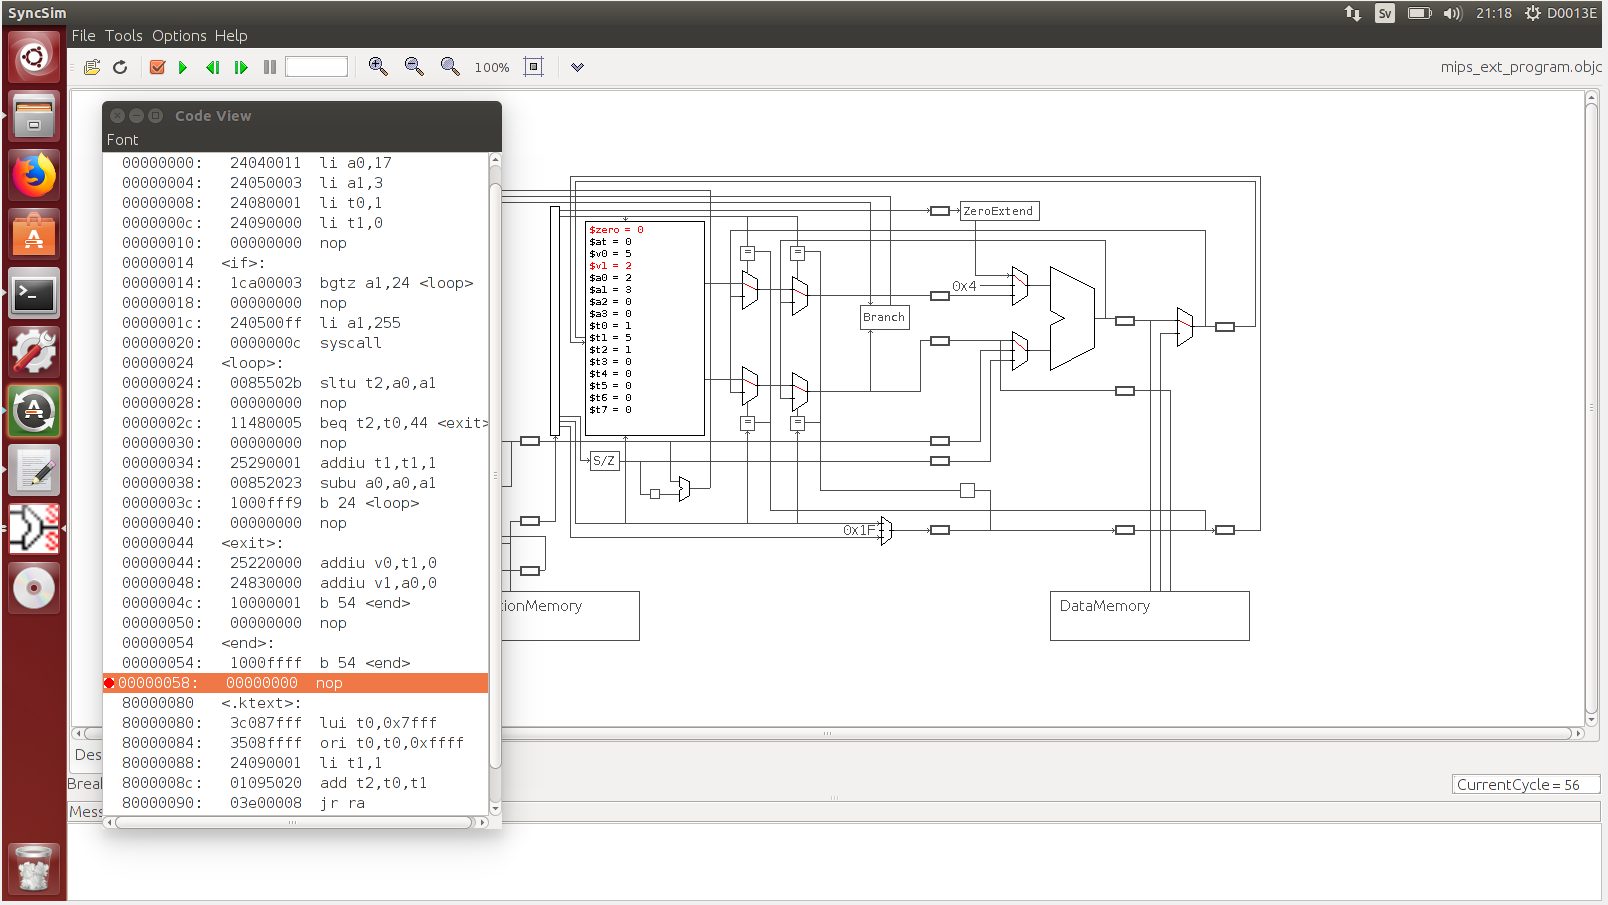 SyncSim
Sv
21:18
D0013E
File Tools Options Help
100%
mips_ext_program.objc
Code View
Font
00000000: 24040011 li a0,17
00000004: 24050003 li a1,3
00000008: 24080001 li t0,1
0000000c: 24090000 li t1,0
00000010: 00000000 nop
00000014 <if>:
00000014: 1ca00003 bgtz a1,24 <loop>
00000018: 00000000 nop
0000001c: 240500ff li a1,255
00000020: 0000000c syscall
00000024 <loop>:
00000024: 0085502b sltu t2,a0,a1
00000028: 00000000 nop
0000002c: 11480005 beq t2,t0,44 <exit>
00000030: 00000000 nop
00000034: 25290001 addiu t1,t1,1
00000038: 00852023 subu a0,a0,a1
0000003c: 1000fff9 b 24 <loop>
00000040: 00000000 nop
00000044 <exit>:
00000044: 25220000 addiu v0,t1,0
00000048: 24830000 addiu v1,a0,0
0000004c: 10000001 b 54 <end>
00000050: 00000000 nop
00000054 <end>:
00000054: 1000ffff b 54 <end>
00000058: 00000000 nop
80000080 <.ktext>:
80000080: 3c087fff lui t0,0x7fff
80000084: 3508ffff ori t0,t0,0xffff
80000088: 24090001 li t1,1
8000008c: 01095020 add t2,t0,t1
80000090: 03e00008 jr ra
$zero = 0
$at = 0
$v0 = 5
$v1 = 2
$a0 = 2
$a1 = 3
$a2 = 0
$a3 = 0
$t0 = 1
$t1 = 5
$t2 = 1
$t3 = 0
$t4 = 0
$t5 = 0
$t6 = 0
$t7 = 0
=
=
=
=
S/Z
ZeroExtend
0x4
Branch
0x1F
tionMemory
DataMemory
Des
Break
CurrentCycle = 56
Mess